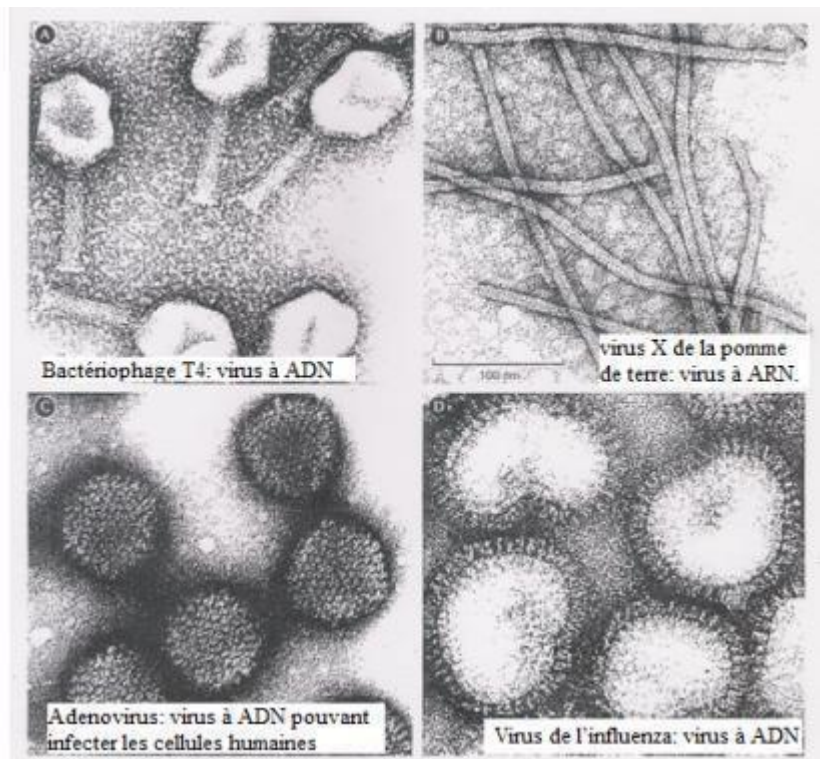 A
Bactériophage T4: virus à ADN
B
100 nm
virus X de la pomme
de terre: virus à ARN.
C
Adenovirus: virus à ADN pouvant
infecter les cellules humaines
D
Virus de l'influenza: virus à ADN